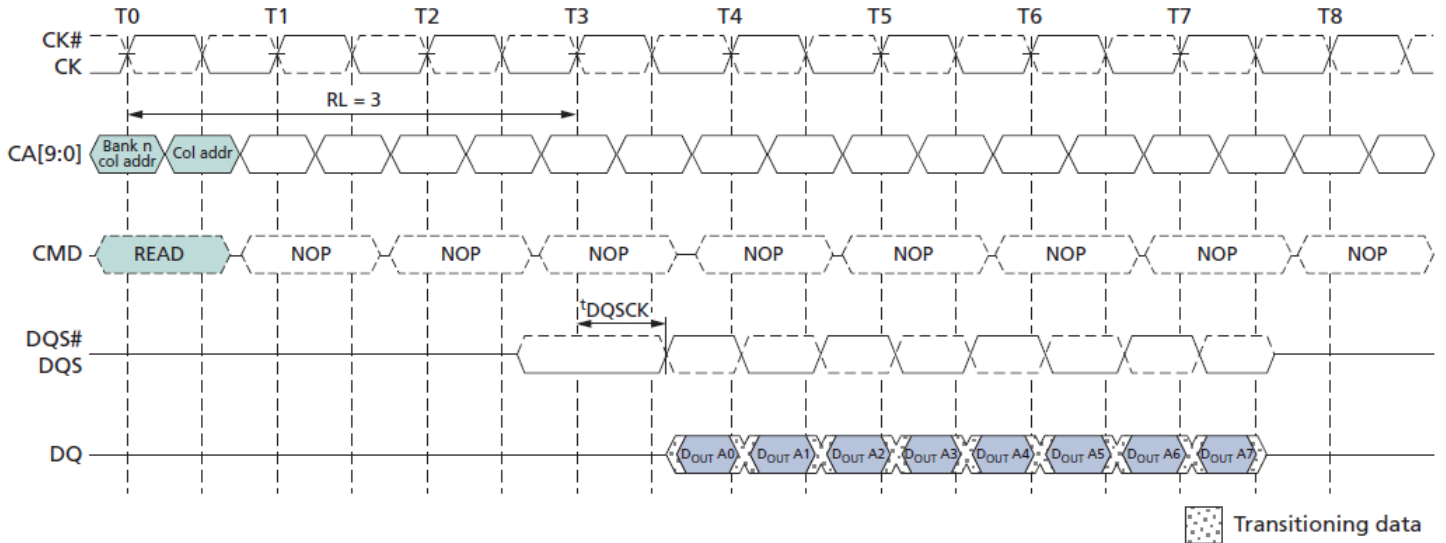 T0 T1 T2 T3 T4 T5 T6 T7 T8
CK#
CK
RL = 3
CA[9:0]
Bank n
col addr
Col addr
CMD READ NOP NOP NOP NOP NOP NOP NOP NOP
tDQSCK
DQS#
DQS
DQ DOUT A0 DOUT A1 DOUT A2 DOUT A3 DOUT A4 DOUT A5 DOUT A6 DOUT A7
Transitioning data